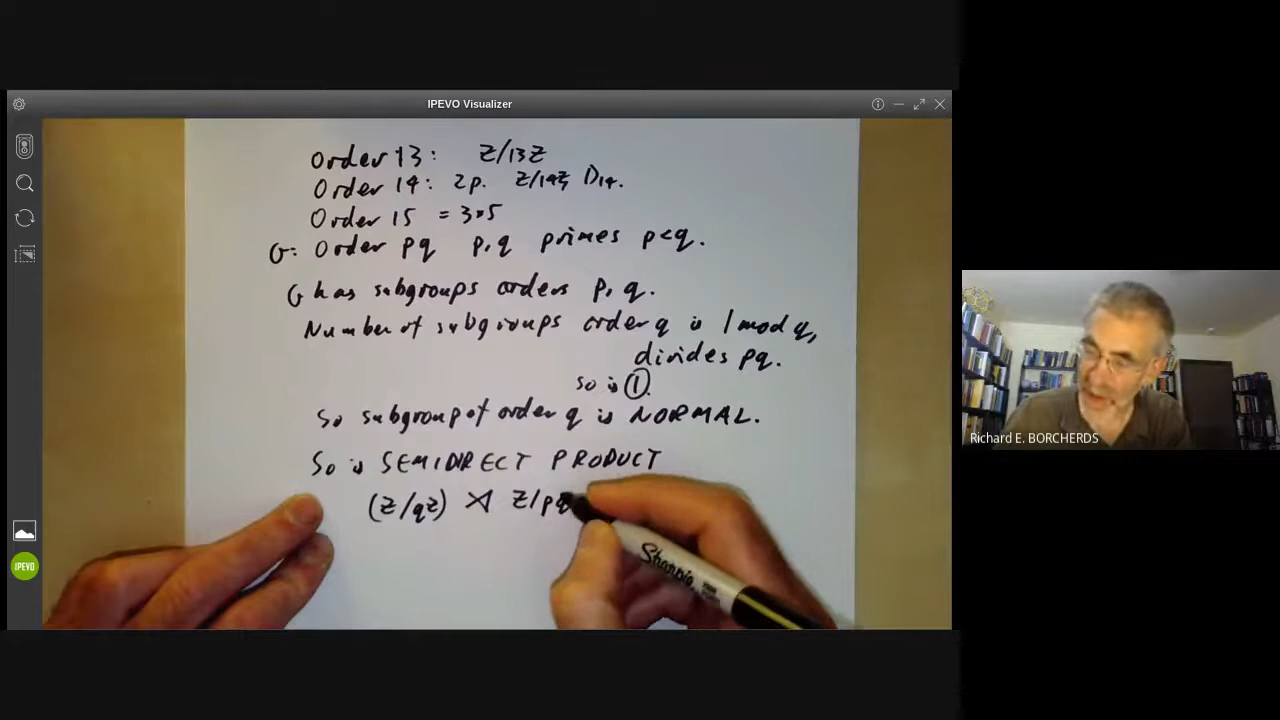 IPEVO Visualizer
Order 13: Z/13Z
Order 14: 2p. Z/14Z, D14.
Order 15 = 3×5
G: Order pq p,q primes p<q.
G has subgroups orders p, q.
Number of subgroups order q is 1 mod q,
divides pq.
so is 1.
So subgroup of order q is NORMAL.
So is SEMIDIRECT PRODUCT
(Z/qZ) ⋊ Z/pZ
Sharpie
IPEVO
Richard E. BORCHERDS